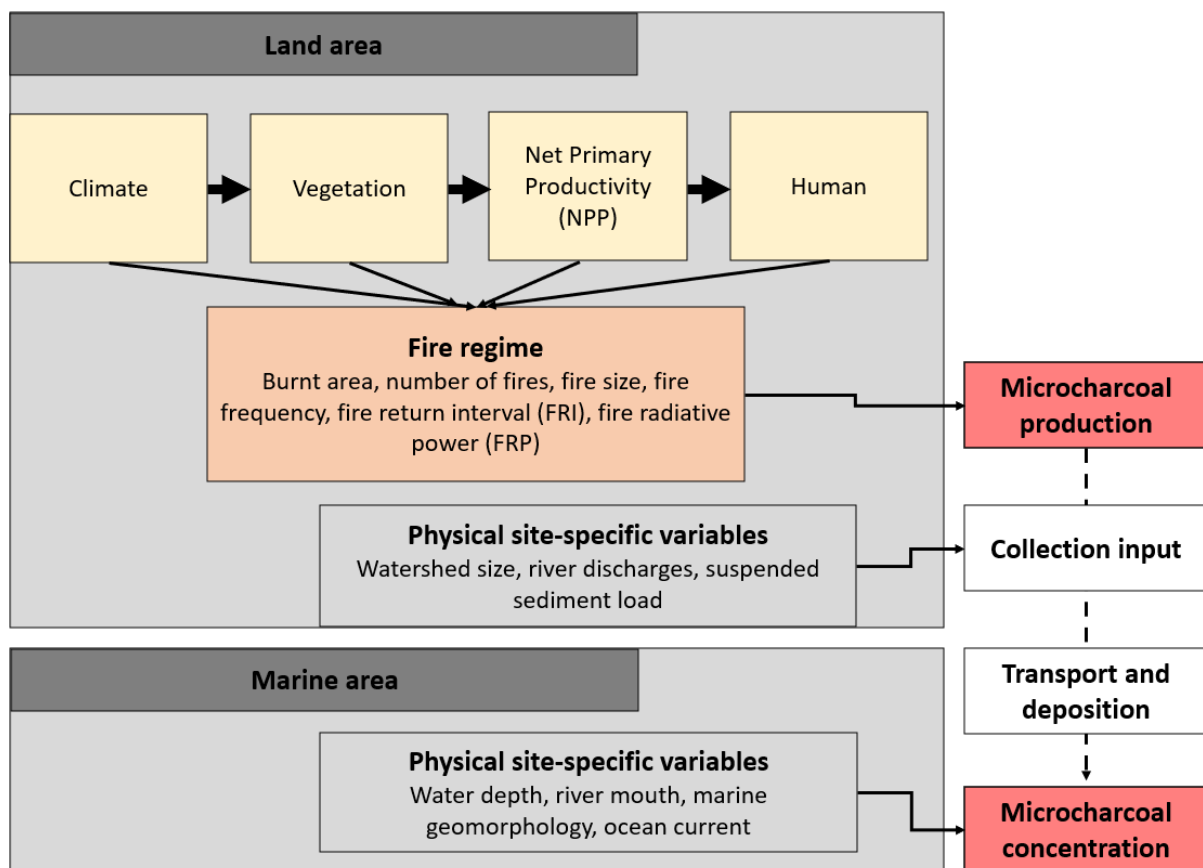 Land area
Climate
Vegetation
Net Primary
Productivity
(NPP)
Human
Fire regime
Burnt area, number of fires, fire size, fire
frequency, fire return interval (FRI), fire radiative
power (FRP)
Microcharcoal
production
Physical site-specific variables
Watershed size, river discharges, suspended
sediment load
Collection input
Marine area
Transport and
deposition
Physical site-specific variables
Water depth, river mouth, marine
geomorphology, ocean current
Microcharcoal
concentration